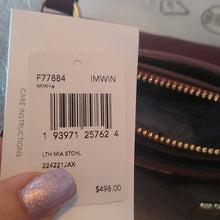 F77884 IMWIN
IM/Wine
CARE INSTRUCTIONS
1 93971 25762 4
LTH MIA STCHL
224221JAX
$498.00